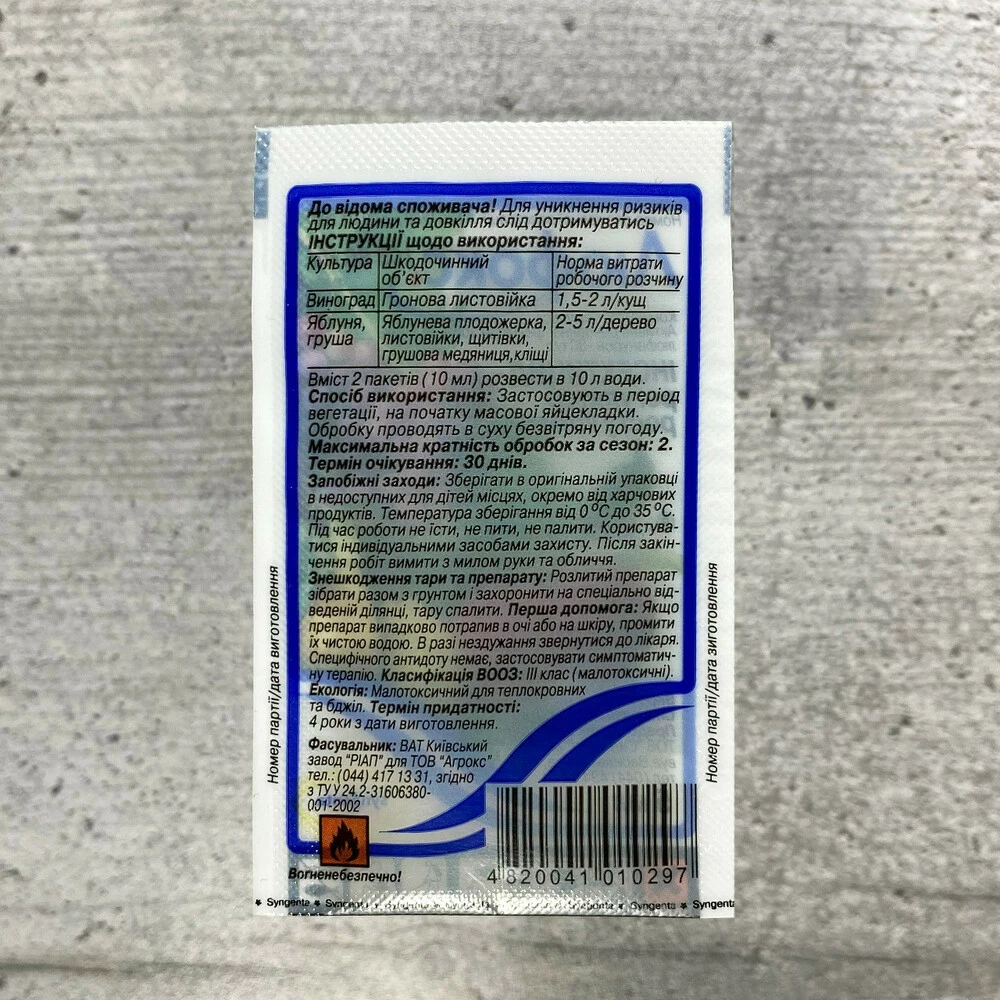 До відома споживача! Для уникнення ризиків
для людини та довкілля слід дотримуватись
ІНСТРУКЦІЇ щодо використання:
Культура Шкодочинний об'єкт Норма витрати робочого розчину
Виноград Гронова листовійка 1,5-2 л/кущ
Яблуня, груша Яблунева плодожерка, листовійки, щитівки, грушова медяниця,кліщі 2-5 л/дерево
Вміст 2 пакетів (10 мл) розвести в 10 л води.
Спосіб використання: Застосовують в період
вегетації, на початку масової яйцекладки.
Обробку проводять в суху безвітряну погоду.
Максимальна кратність обробок за сезон: 2.
Термін очікування: 30 днів.
Запобіжні заходи: Зберігати в оригінальній упаковці
в недоступних для дітей місцях, окремо від харчових
продуктів. Температура зберігання від 0 °С до 35 °С.
Під час роботи не їсти, не пити, не палити. Користува-
тися індивідуальними засобами захисту. Після закін-
чення робіт вимити з милом руки та обличчя.
Знешкодження тари та препарату: Розлитий препарат
зібрати разом з грунтом і захоронити на спеціально від-
веденій ділянці, тару спалити. Перша допомога: Якщо
препарат випадково потрапив в очі або на шкіру, промити
їх чистою водою. В разі нездужання звернутися до лікаря.
Специфічного антидоту немає, застосовувати симптоматич-
ну терапію. Класифікація ВООЗ: III клас (малотоксичні).
Екологія: Малотоксичний для теплокровних
та бджіл. Термін придатності:
4 роки з дати виготовлення.
Фасувальник: ВАТ Київський
завод "РІАП" для ТОВ "Агрокс"
тел.: (044) 417 13 31, згідно
з ТУ У 24.2-31606380-
001-2002
Вогненебезпечно!
4 820041 010297
Номер партії/дата виготовлення
Номер партії/дата виготовлення
Syngenta Syngenta Syngenta Syngenta